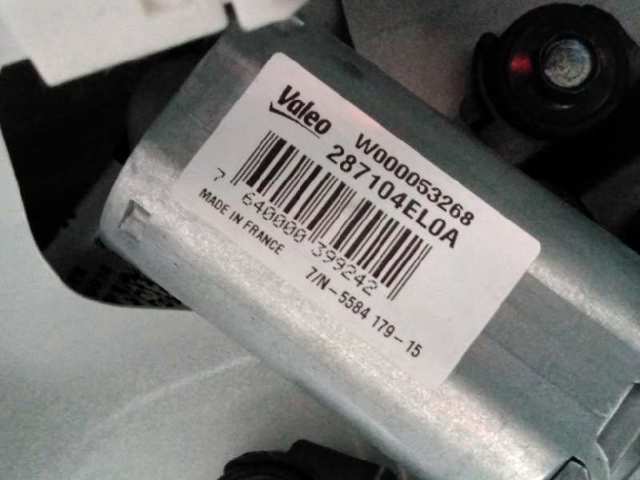 Valeo
W000053268
287104EL0A
7 640000 399242
MADE IN FRANCE
7/N-5584 179-15